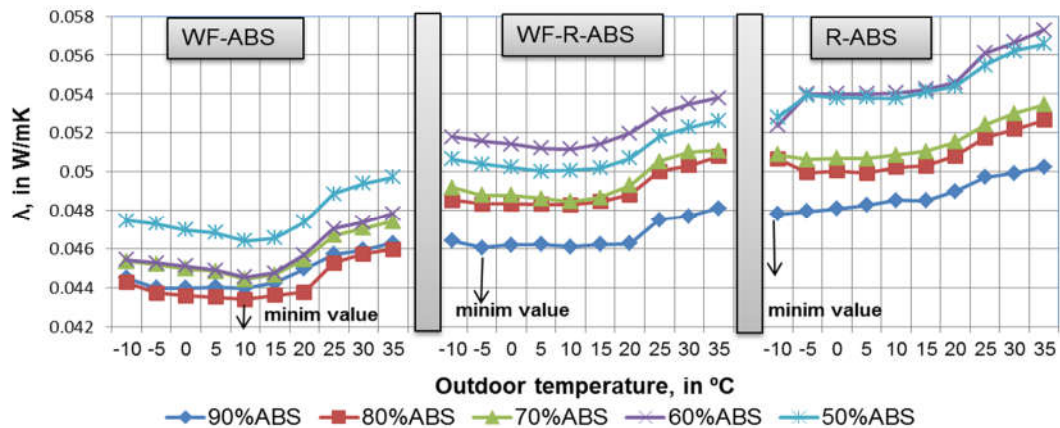 0.058
0.056
0.054
0.052
0.05
0.048
0.046
0.044
0.042
λ, in W/mK
WF-ABS
WF-R-ABS
R-ABS
minim value
minim value
minim value
-10 -5 0 5 10 15 20 25 30 35
-10 -5 0 5 10 15 20 25 30 35
-10 -5 0 5 10 15 20 25 30 35
Outdoor temperature, in ºC
90%ABS 80%ABS 70%ABS 60%ABS 50%ABS